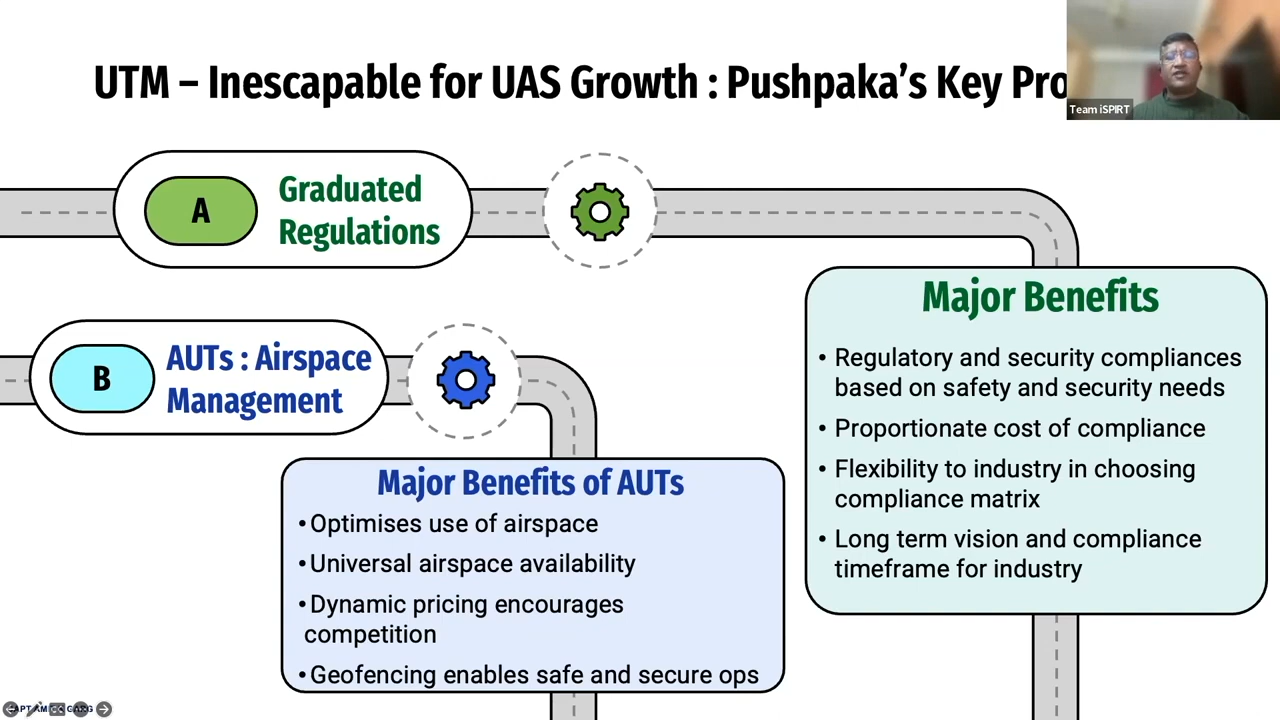 UTM – Inescapable for UAS Growth : Pushpaka's Key Pro
Team iSPIRT
A
Graduated
Regulations
B
AUTs : Airspace
Management
Major Benefits
• Regulatory and security compliances
based on safety and security needs
• Proportionate cost of compliance
• Flexibility to industry in choosing
compliance matrix
• Long term vision and compliance
timeframe for industry
Major Benefits of AUTs
•Optimises use of airspace
•Universal airspace availability
•Dynamic pricing encourages
competition
•Geofencing enables safe and secure ops